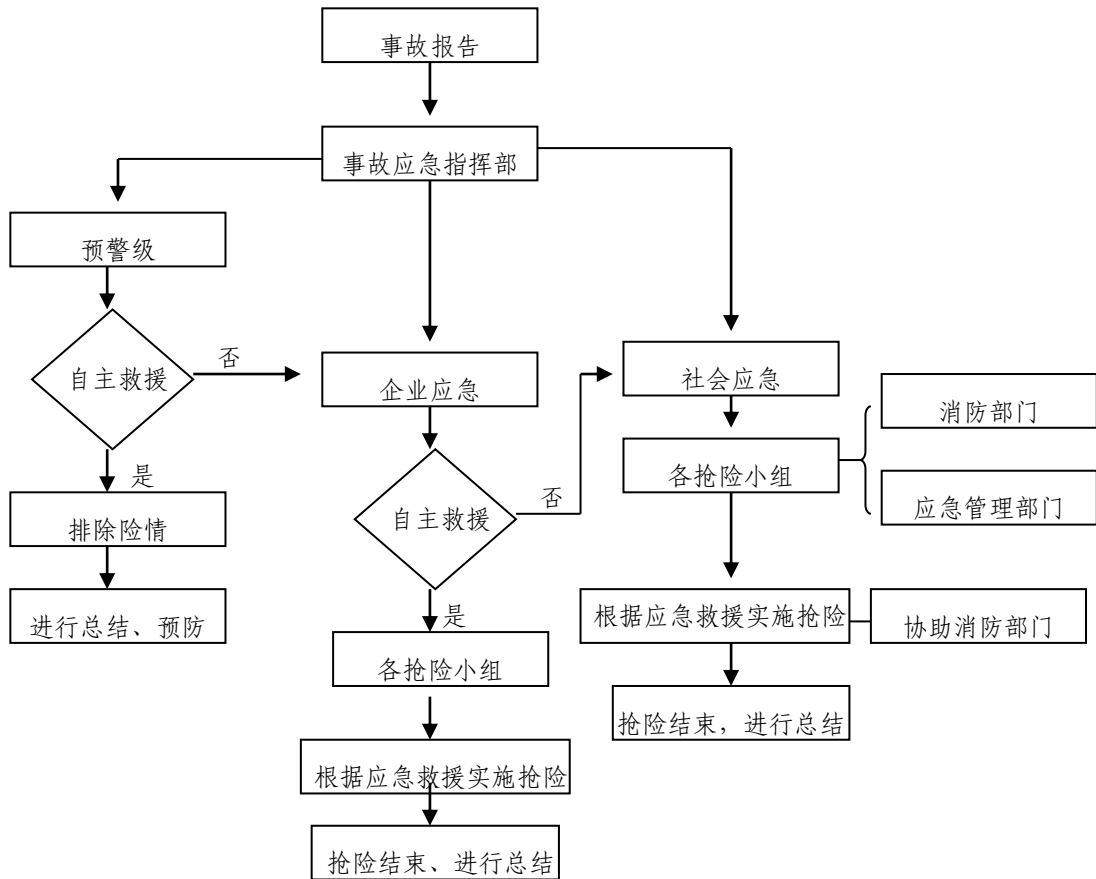 事故报告
事故应急指挥部
预警级
自主救援
否
是
排除险情
进行总结、预防
企业应急
自主救援
否
是
各抢险小组
根据应急救援实施抢险
抢险结束、进行总结
社会应急
各抢险小组
消防部门
应急管理部门
根据应急救援实施抢险
协助消防部门
抢险结束，进行总结